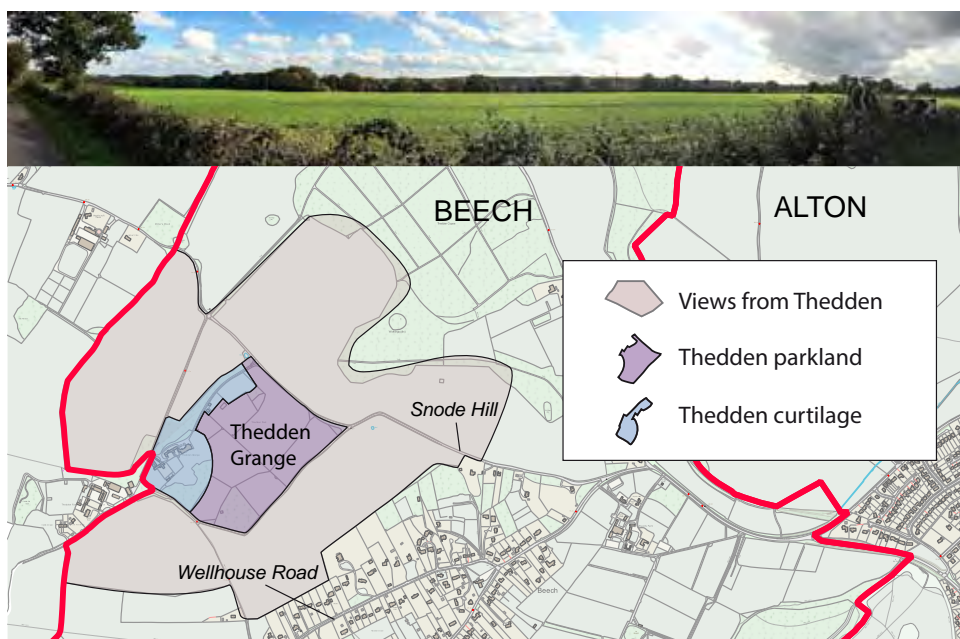 BEECH
ALTON
Views from Thedden
Thedden parkland
Thedden curtilage
Thedden
Grange
Snode Hill
Wellhouse Road
Beech